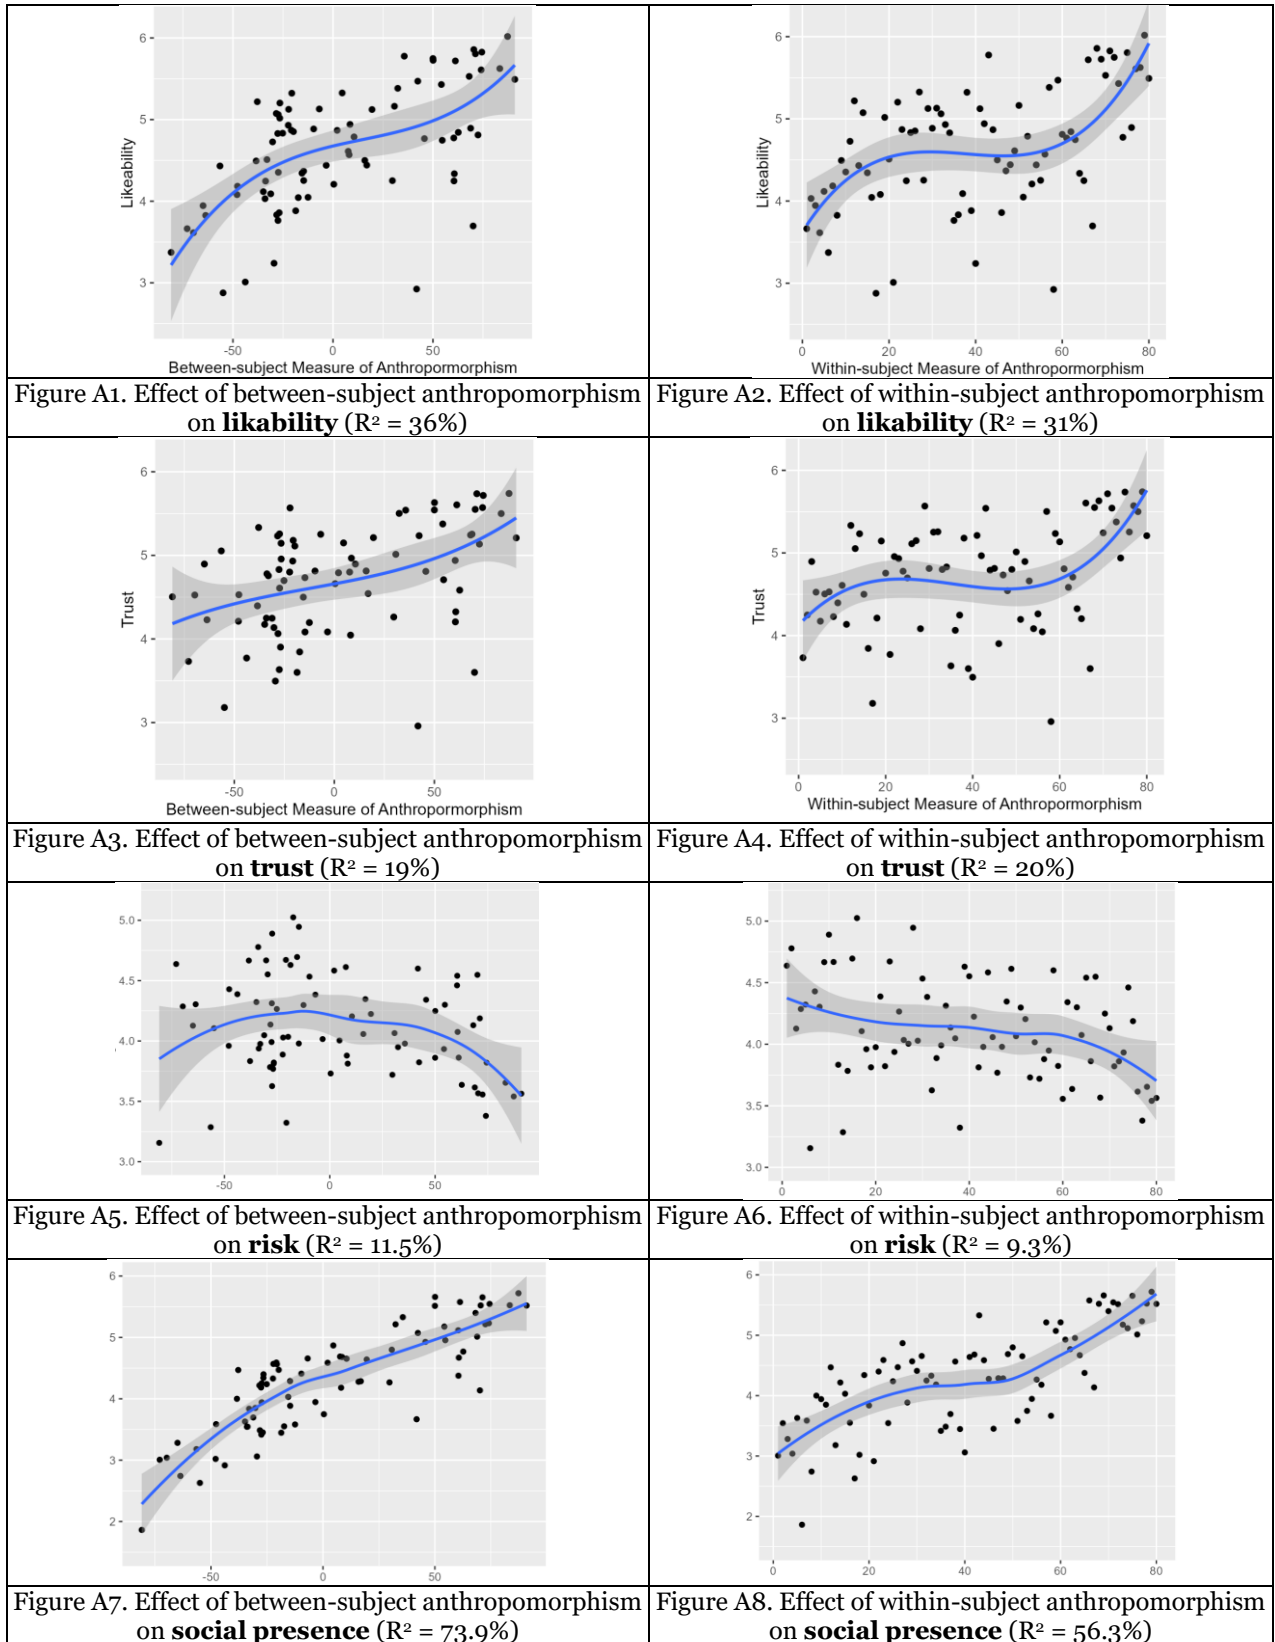 6
5
4
3
Likeability
-50
0
50
Between-subject Measure of Anthropormorphism
6
5
4
3
Likeability
0
20
40
60
80
Within-subject Measure of Anthropormorphism
Figure A1. Effect of between-subject anthropomorphism
on likability (R² = 36%)
Figure A2. Effect of within-subject anthropomorphism
on likability (R² = 31%)
6
5
4
3
Trust
-50
0
50
Between-subject Measure of Anthropormorphism
6
5
4
3
Trust
0
20
40
60
80
Within-subject Measure of Anthropormorphism
Figure A3. Effect of between-subject anthropomorphism
on trust (R² = 19%)
Figure A4. Effect of within-subject anthropomorphism
on trust (R² = 20%)
5.0
4.5
4.0
3.5
3.0
-50
0
50
5.0
4.5
4.0
3.5
3.0
0
20
40
60
80
Figure A5. Effect of between-subject anthropomorphism
on risk (R² = 11.5%)
Figure A6. Effect of within-subject anthropomorphism
on risk (R² = 9.3%)
6
5
4
3
2
-50
0
50
6
5
4
3
2
0
20
40
60
80
Figure A7. Effect of between-subject anthropomorphism
on social presence (R² = 73.9%)
Figure A8. Effect of within-subject anthropomorphism
on social presence (R² = 56.3%)